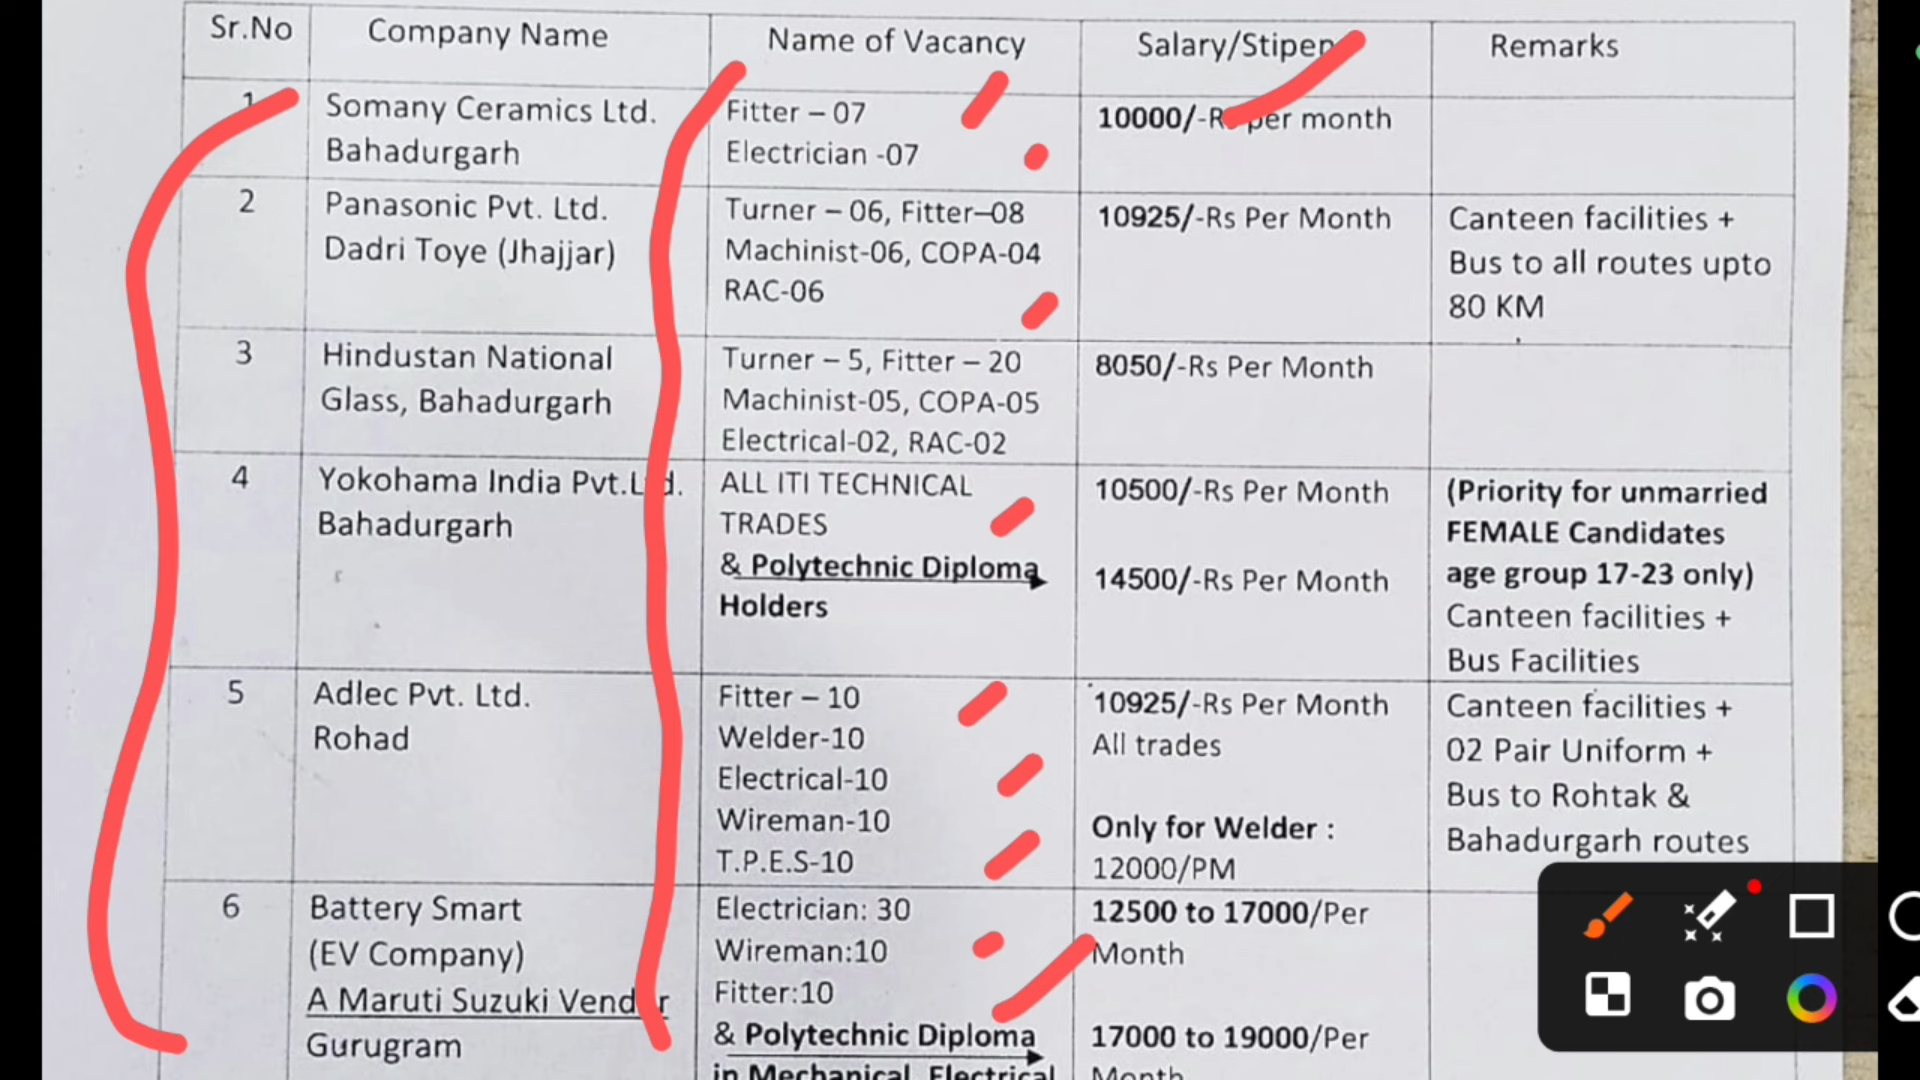 Sr.No Company Name Name of Vacancy Salary/Stipen Remarks
1 Somany Ceramics Ltd.
Bahadurgarh
Fitter – 07
Electrician -07
10000/-Rs per month
2 Panasonic Pvt. Ltd.
Dadri Toye (Jhajjar)
Turner – 06, Fitter–08
Machinist-06, COPA-04
RAC-06
10925/-Rs Per Month
Canteen facilities +
Bus to all routes upto
80 KM
3 Hindustan National
Glass, Bahadurgarh
Turner – 5, Fitter – 20
Machinist-05, COPA-05
Electrical-02, RAC-02
8050/-Rs Per Month
4 Yokohama India Pvt.Ltd.
Bahadurgarh
ALL ITI TECHNICAL
TRADES
& Polytechnic Diploma
Holders
10500/-Rs Per Month
14500/-Rs Per Month
(Priority for unmarried
FEMALE Candidates
age group 17-23 only)
Canteen facilities +
Bus Facilities
5 Adlec Pvt. Ltd.
Rohad
Fitter – 10
Welder-10
Electrical-10
Wireman-10
T.P.E.S-10
10925/-Rs Per Month
All trades
Only for Welder :
12000/PM
Canteen facilities +
02 Pair Uniform +
Bus to Rohtak &
Bahadurgarh routes
6 Battery Smart
(EV Company)
A Maruti Suzuki Vendor
Gurugram
Electrician: 30
Wireman:10
Fitter:10
& Polytechnic Diploma
in Mechanical, Electrical
12500 to 17000/Per
Month
17000 to 19000/Per
Month